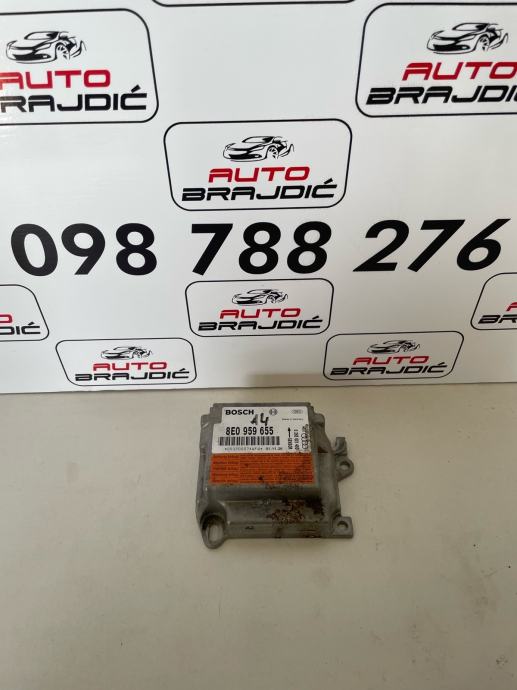 AUTO
BRAJDIĆ
AUTO
BRAJDIĆ
AUTO
BRAJDIĆ
098 788 276
AUTO
BRAJDIĆ
AUTO
BRAJDIĆ
AUTO
BRAJDIĆ
BOSCH
A4
8E0 959 655